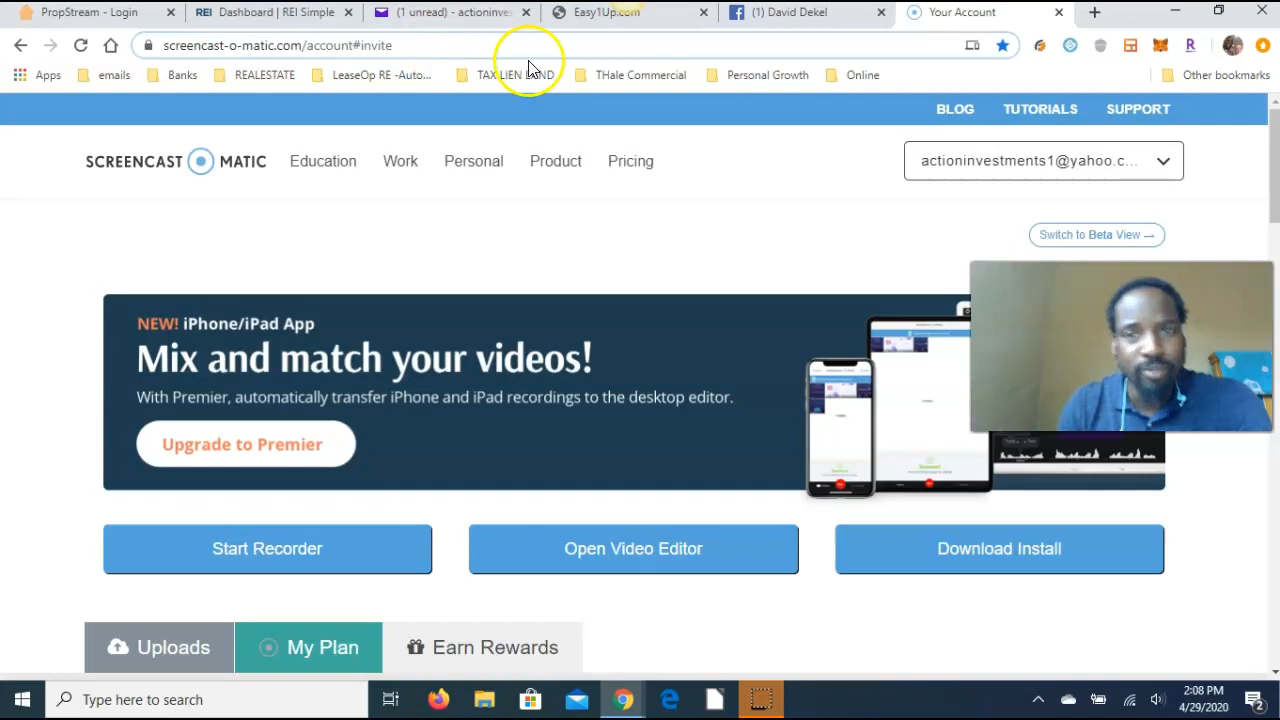 PropStream - Login
REI Dashboard | REI Simple
(1 unread) - actioninves
Easy1Up.com
(1) David Dekel
Your Account
screencast-o-matic.com/account#invite
Apps
emails
Banks
REALESTATE
LeaseOp RE -Auto...
TAX LIEN LAND
THale Commercial
Personal Growth
Online
Other bookmarks
BLOG
TUTORIALS
SUPPORT
SCREENCAST MATIC
Education
Work
Personal
Product
Pricing
actioninvestments1@yahoo.c...
Switch to Beta View →
NEW! iPhone/iPad App
Mix and match your videos!
With Premier, automatically transfer iPhone and iPad recordings to the desktop editor.
Upgrade to Premier
Start Recorder
Open Video Editor
Download Install
Uploads
My Plan
Earn Rewards
Type here to search
2:08 PM
4/29/2020
2